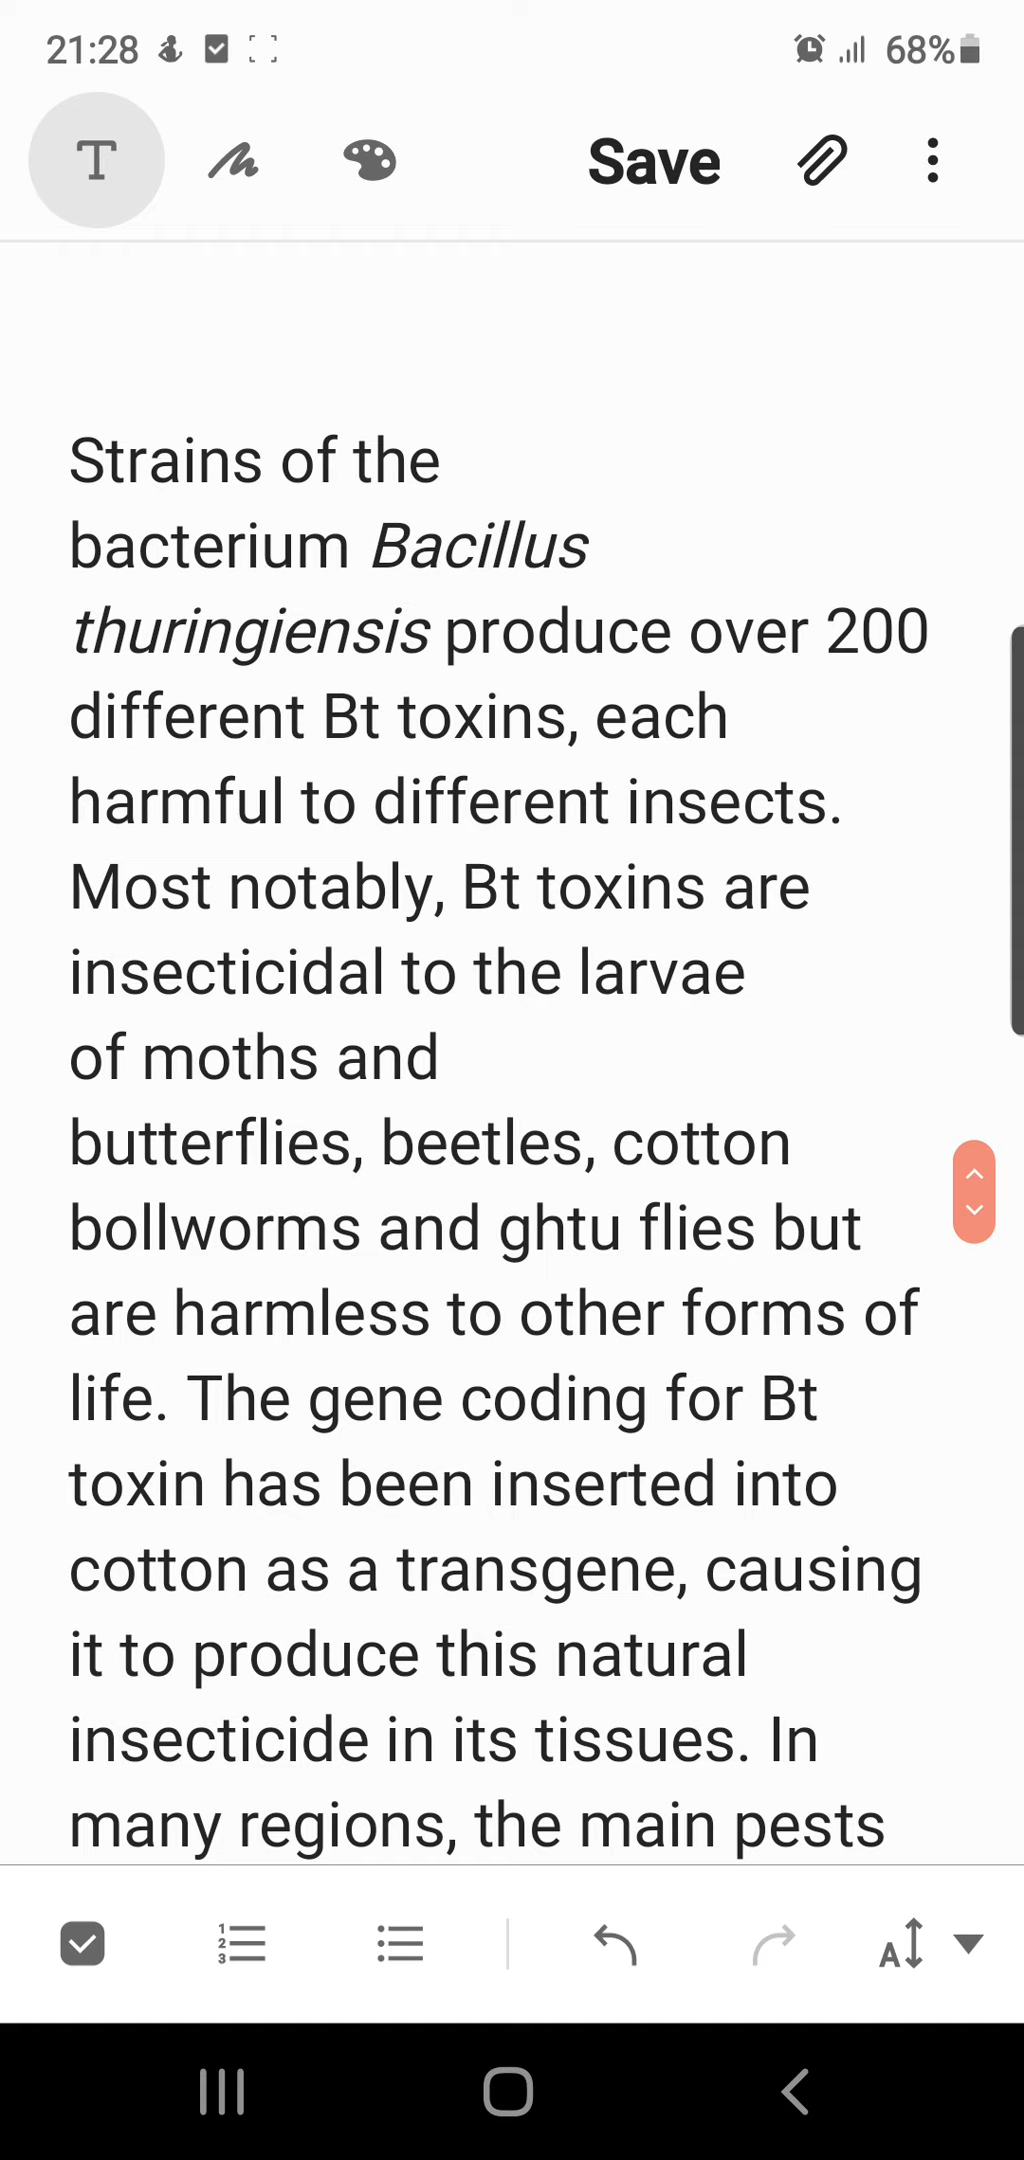 21:28 68%
T Save
Strains of the
bacterium Bacillus
thuringiensis produce over 200
different Bt toxins, each
harmful to different insects.
Most notably, Bt toxins are
insecticidal to the larvae
of moths and
butterflies, beetles, cotton
bollworms and ghtu flies but
are harmless to other forms of
life. The gene coding for Bt
toxin has been inserted into
cotton as a transgene, causing
it to produce this natural
insecticide in its tissues. In
many regions, the main pests
1
2
3
A